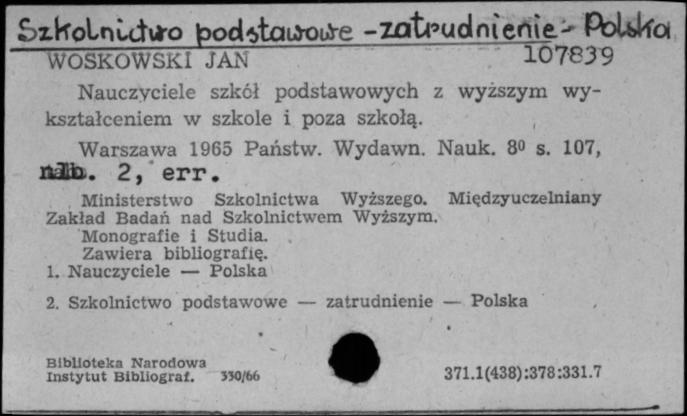 Szkolnictwo podstawowe - zatrudnienie - Polska
WOSKOWSKI JAN 107839
Nauczyciele szkół podstawowych z wyższym wy-
kształceniem w szkole i poza szkołą.
Warszawa 1965 Państw. Wydawn. Nauk. 8⁰ s. 107,
nlb. 2, err.
Ministerstwo Szkolnictwa Wyższego. Międzyuczelniany
Zakład Badań nad Szkolnictwem Wyższym.
Monografie i Studia.
Zawiera bibliografię.
1. Nauczyciele — Polska
2. Szkolnictwo podstawowe — zatrudnienie — Polska
Biblioteka Narodowa
Instytut Bibliograf. 330/66 371.1(438):378:331.7